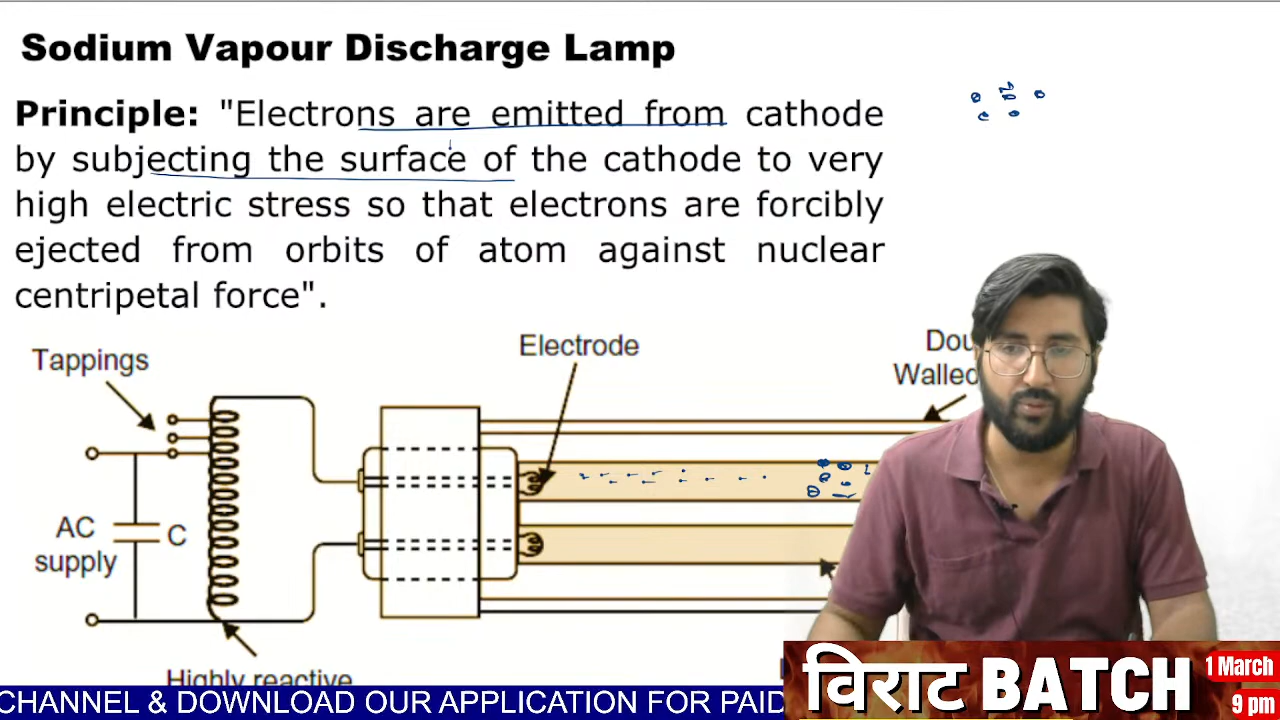 Sodium Vapour Discharge Lamp
Principle: "Electrons are emitted from cathode
by subjecting the surface of the cathode to very
high electric stress so that electrons are forcibly
ejected from orbits of atom against nuclear
centripetal force".
Electrode
Tappings
Walled
AC
supply
C
Highly reactive
CHANNEL & DOWNLOAD OUR APPLICATION FOR PAID
विराट BATCH
1 March
9 pm